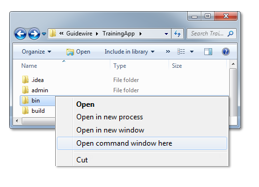 « Guidewire ▸ TrainingApp ▸
Search Trai...
Organize Open Include in library »
Name Type Size
.idea File folder
admin File folder
bin
build
Open
Open in new process
Open in new window
Open command window here
Cut